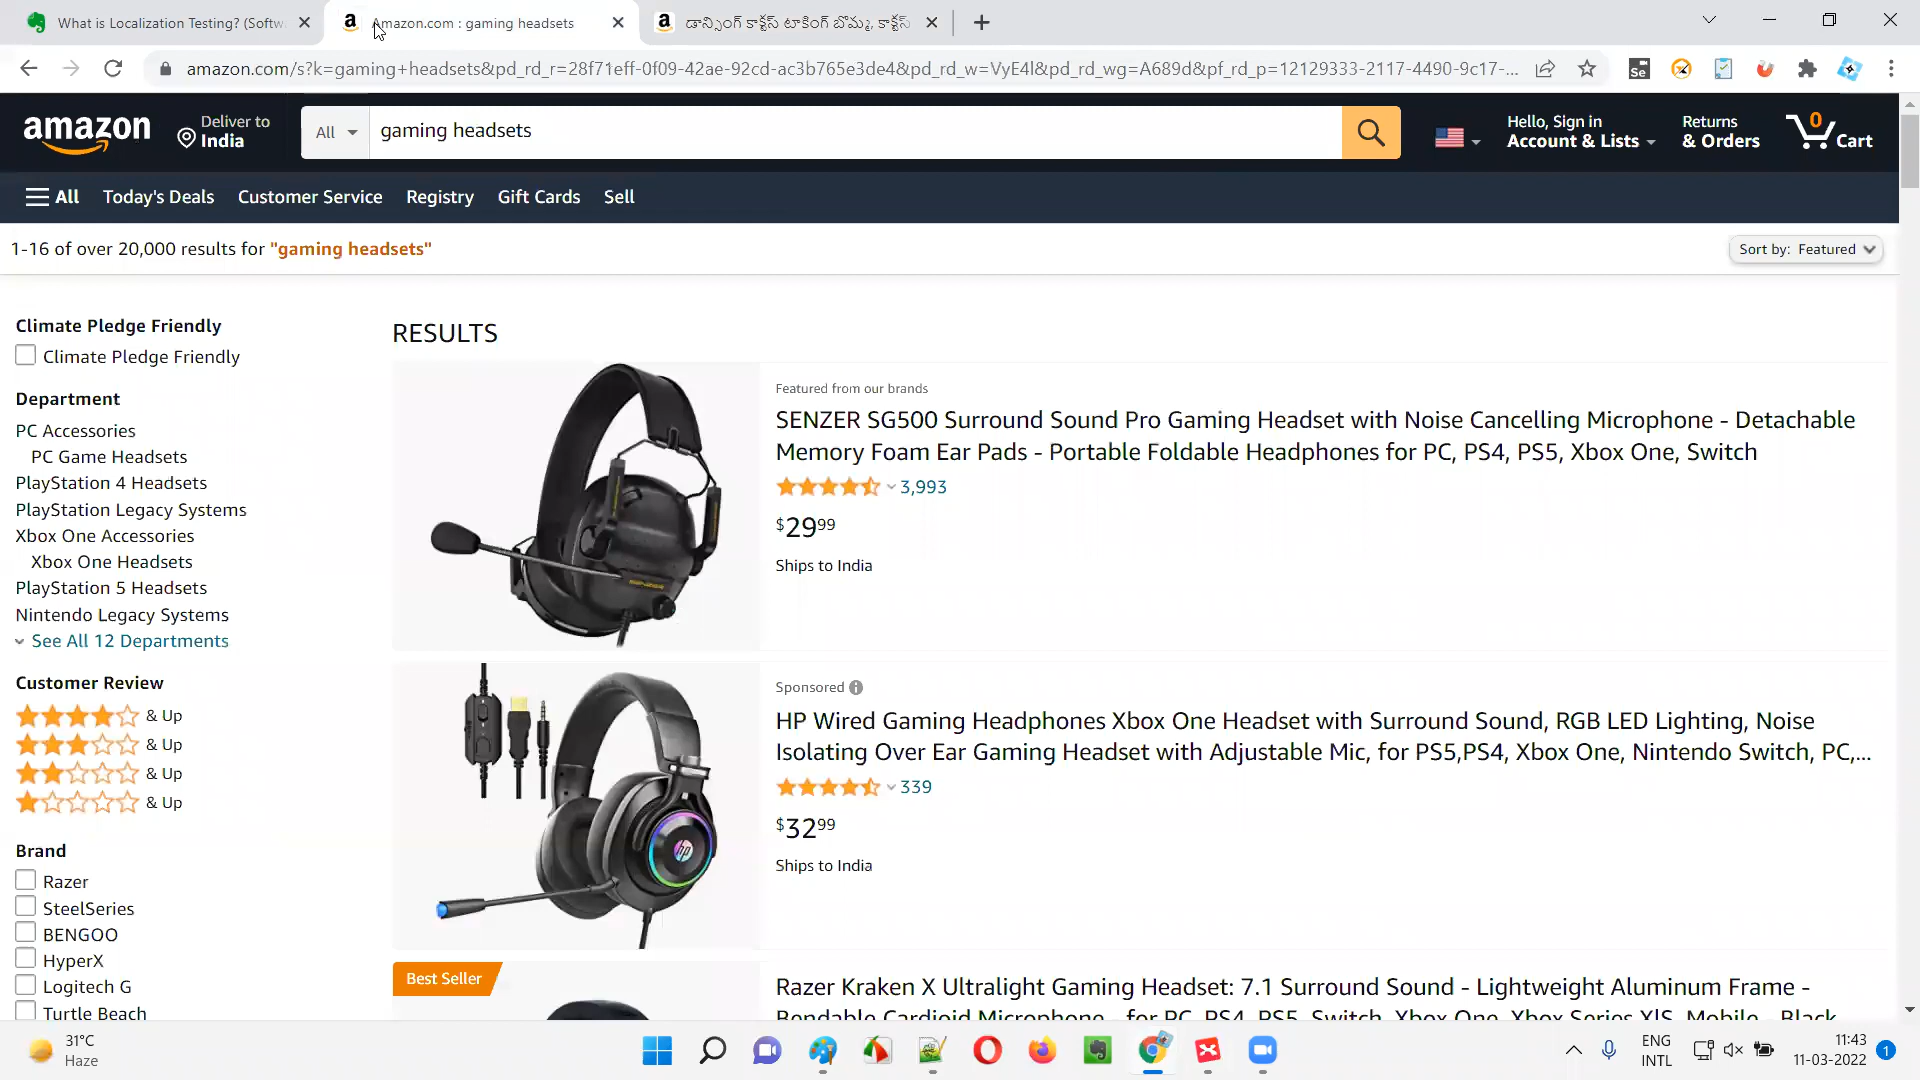 What is Localization Testing? (Softw
Amazon.com : gaming headsets
డాన్సింగ్ కాక్టస్ టాకింగ్ బొమ్మ, కాక్టస్
amazon.com/s?k=gaming+headsets&pd_rd_r=28f71eff-0f09-42ae-92cd-ac3b765e3de4&pd_rd_w=VyE4l&pd_rd_wg=A689d&pf_rd_p=12129333-2117-4490-9c17-...
amazon
Deliver to
India
All
gaming headsets
Hello, Sign in
Account & Lists
Returns
& Orders
0
Cart
All
Today's Deals
Customer Service
Registry
Gift Cards
Sell
1-16 of over 20,000 results for "gaming headsets"
Sort by: Featured
Climate Pledge Friendly
Climate Pledge Friendly
Department
PC Accessories
PC Game Headsets
PlayStation 4 Headsets
PlayStation Legacy Systems
Xbox One Accessories
Xbox One Headsets
PlayStation 5 Headsets
Nintendo Legacy Systems
See All 12 Departments
Customer Review
& Up
& Up
& Up
& Up
Brand
Razer
SteelSeries
BENGOO
HyperX
Logitech G
Turtle Beach
RESULTS
SENZER
Featured from our brands
SENZER SG500 Surround Sound Pro Gaming Headset with Noise Cancelling Microphone - Detachable
Memory Foam Ear Pads - Portable Foldable Headphones for PC, PS4, PS5, Xbox One, Switch
3,993
$29 99
Ships to India
hp
Sponsored
HP Wired Gaming Headphones Xbox One Headset with Surround Sound, RGB LED Lighting, Noise
Isolating Over Ear Gaming Headset with Adjustable Mic, for PS5,PS4, Xbox One, Nintendo Switch, PC,...
339
$32 99
Ships to India
Best Seller
Razer Kraken X Ultralight Gaming Headset: 7.1 Surround Sound - Lightweight Aluminum Frame -
Bendable Cardioid Microphone - for PC, PS4, PS5, Switch, Xbox One, Xbox Series X|S, Mobile - Black
31°C
Haze
ENG
INTL
11:43
11-03-2022
1